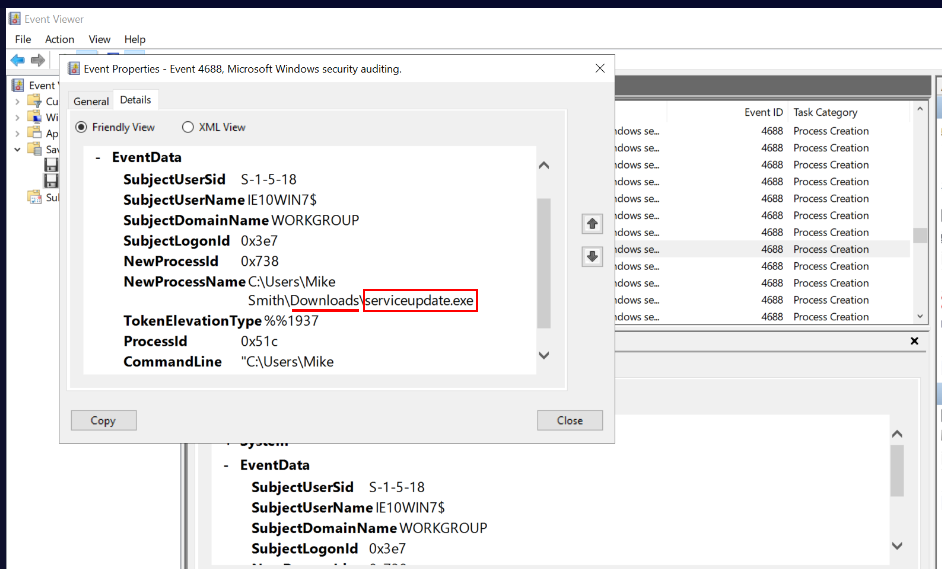 Event Viewer
File Action View Help
Event Properties - Event 4688, Microsoft Windows security auditing.
General Details
Friendly View XML View
- EventData
SubjectUserSid S-1-5-18
SubjectUserName IE10WIN7$
SubjectDomainName WORKGROUP
SubjectLogonId 0x3e7
NewProcessId 0x738
NewProcessName C:\Users\Mike
Smith\Downloads\serviceupdate.exe
TokenElevationType %%1937
ProcessId 0x51c
CommandLine "C:\Users\Mike
Copy Close
Event
Cu
Wi
Ap
Sav
Sul
Event ID Task Category
ndows se... 4688 Process Creation
ndows se... 4688 Process Creation
ndows se... 4688 Process Creation
ndows se... 4688 Process Creation
ndows se... 4688 Process Creation
ndows se... 4688 Process Creation
ndows se... 4688 Process Creation
ndows se... 4688 Process Creation
ndows se... 4688 Process Creation
ndows se... 4688 Process Creation
ndows se... 4688 Process Creation
ndows se... 4688 Process Creation
+ System
- EventData
SubjectUserSid S-1-5-18
SubjectUserName IE10WIN7$
SubjectDomainName WORKGROUP
SubjectLogonId 0x3e7